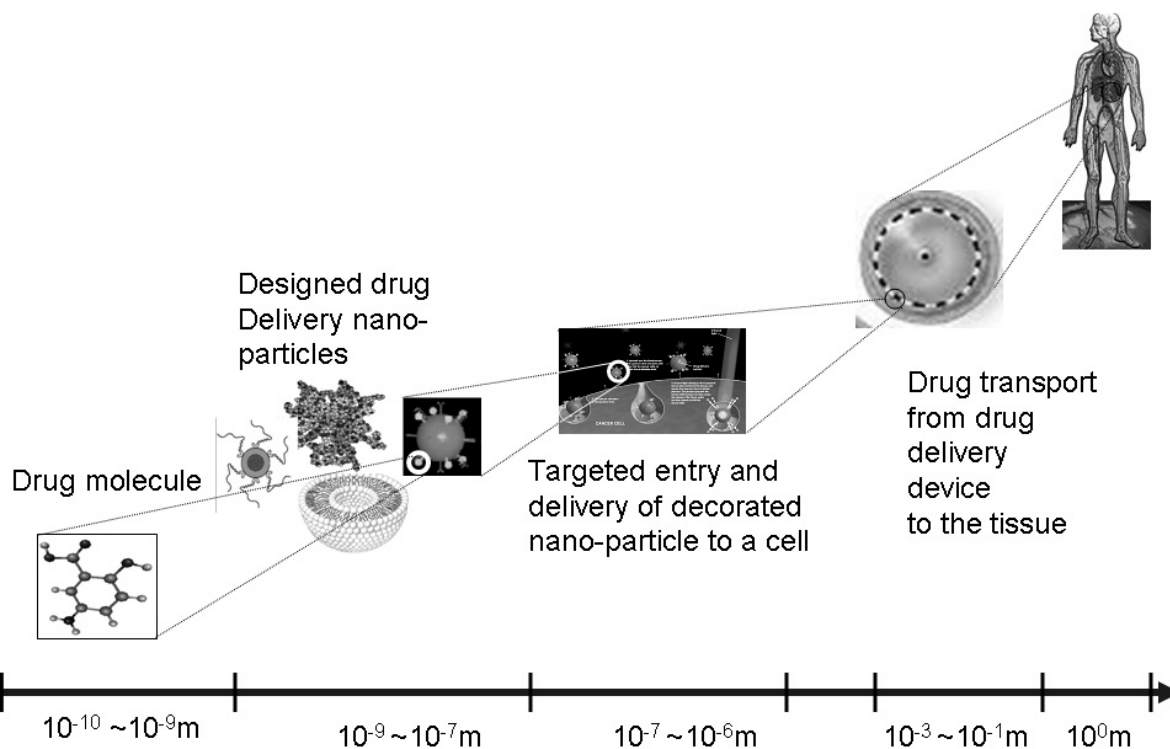 Designed drug
Delivery nano-
particles
Drug molecule
CANCER CELL
Targeted entry and
delivery of decorated
nano-particle to a cell
Drug transport
from drug
delivery
device
to the tissue
10⁻¹⁰ ~10⁻⁹m
10⁻⁹ ~10⁻⁷m
10⁻⁷ ~10⁻⁶m
10⁻³ ~10⁻¹m
10⁰m